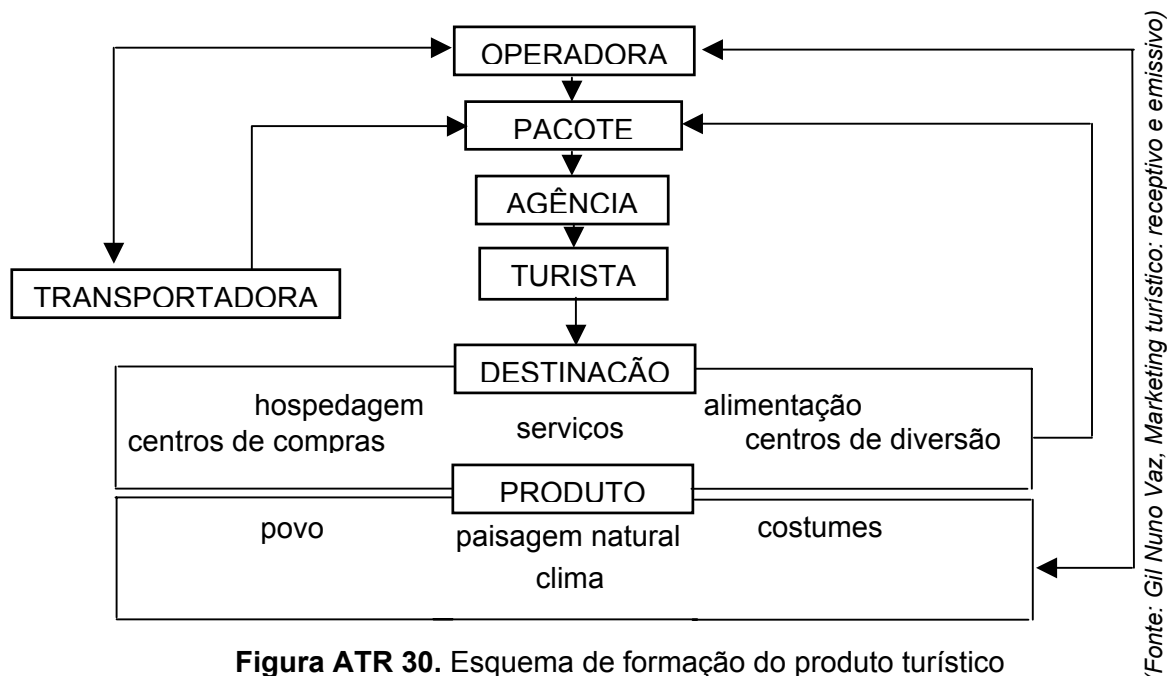 OPERADORA
PACOTE
AGÊNCIA
TURISTA
TRANSPORTADORA
DESTINAÇÃO
hospedagem
alimentação
serviços
centros de compras
centros de diversão
PRODUTO
povo
paisagem natural
costumes
clima
Figura ATR 30. Esquema de formação do produto turístico
(Fonte: Gil Nuno Vaz, Marketing turístico: receptivo e emissivo)